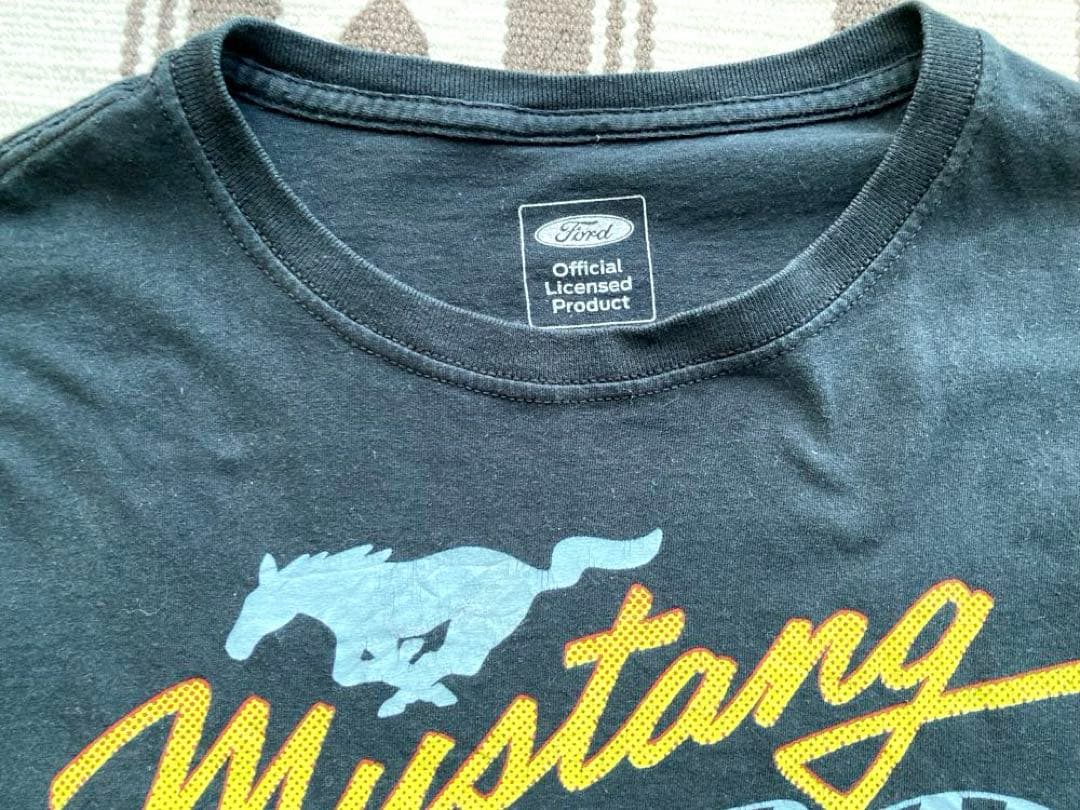 Ford
Official
Licensed
Product
Mustang